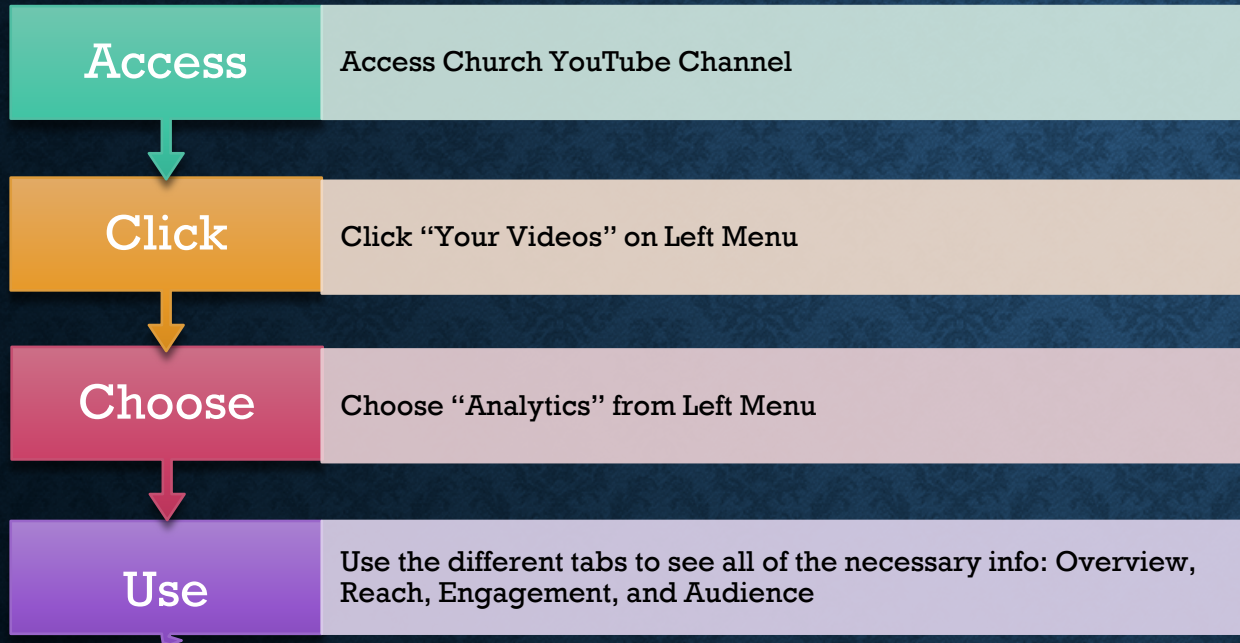 Access
Access Church YouTube Channel
Click
Click “Your Videos” on Left Menu
Choose
Choose “Analytics” from Left Menu
Use
Use the different tabs to see all of the necessary info: Overview,
Reach, Engagement, and Audience